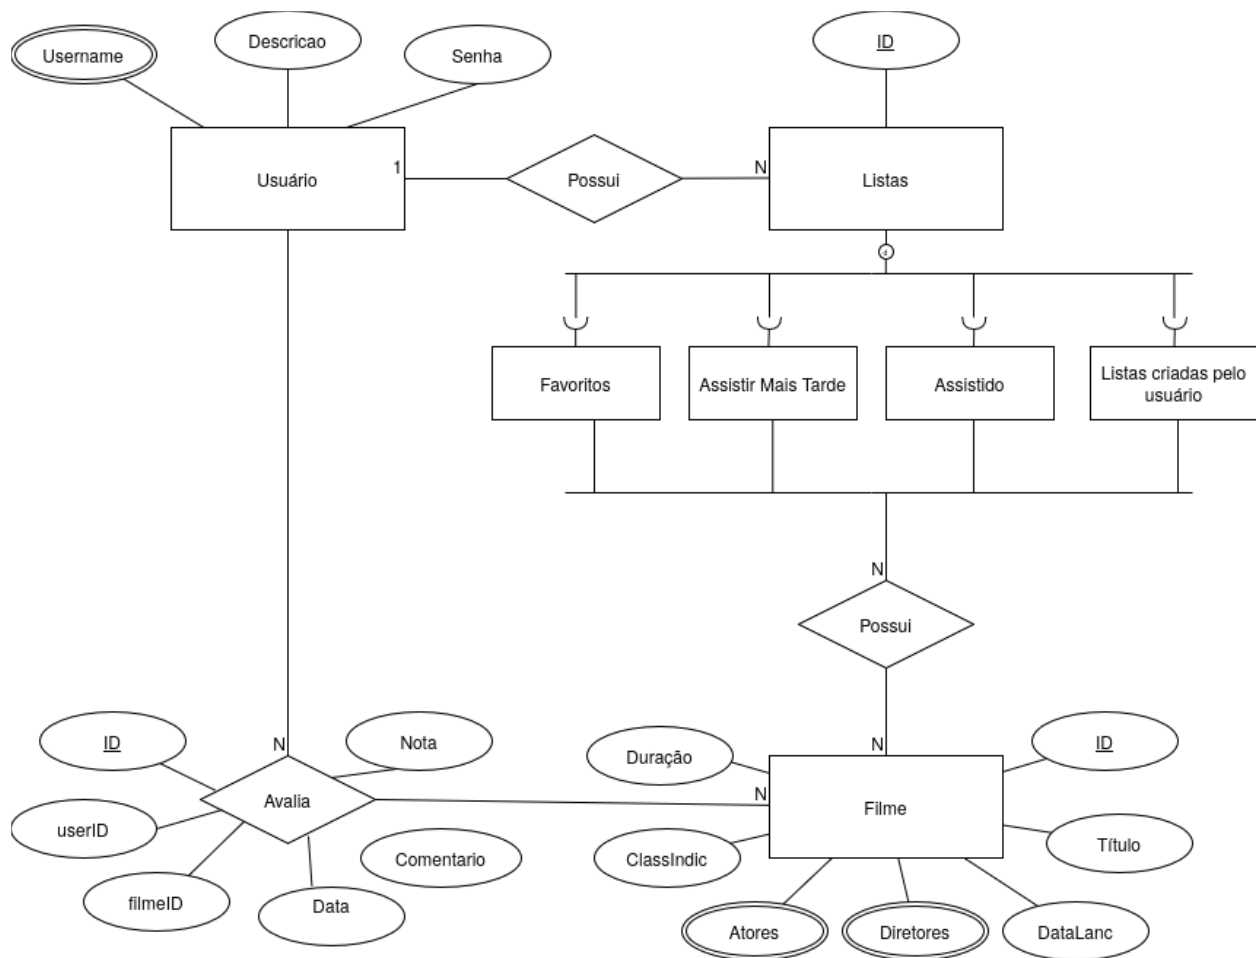 Username
Descricao
Senha
ID
Usuário
1
Possui
N
Listas
d
Favoritos
Assistir Mais Tarde
Assistido
Listas criadas pelo
usuário
N
Possui
ID
N
Nota
Duração
N
ID
Avalia
N
Filme
userID
Comentario
ClassIndic
Título
filmeID
Data
Atores
Diretores
DataLanc